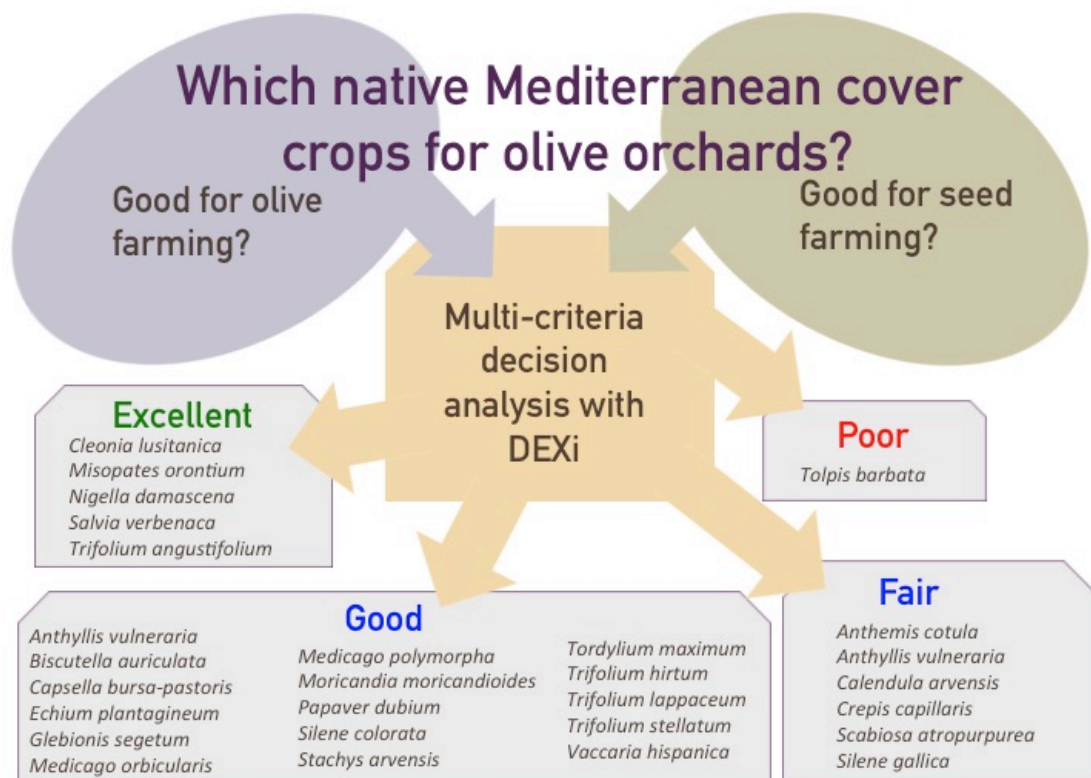 Which native Mediterranean cover
crops for olive orchards?
Good for olive
farming?
Good for seed
farming?
Multi-criteria
decision
analysis with
DEXi
Excellent
Cleonia lusitanica
Misopates orontium
Nigella damascena
Salvia verbenaca
Trifolium angustifolium
Poor
Tolpis barbata
Good
Anthyllis vulneraria
Biscutella auriculata
Capsella bursa-pastoris
Echium plantagineum
Glebionis segetum
Medicago orbicularis
Medicago polymorpha
Moricandia moricandioides
Papaver dubium
Silene colorata
Stachys arvensis
Tordylium maximum
Trifolium hirtum
Trifolium lappaceum
Trifolium stellatum
Vaccaria hispanica
Fair
Anthemis cotula
Anthyllis vulneraria
Calendula arvensis
Crepis capillaris
Scabiosa atropurpurea
Silene gallica